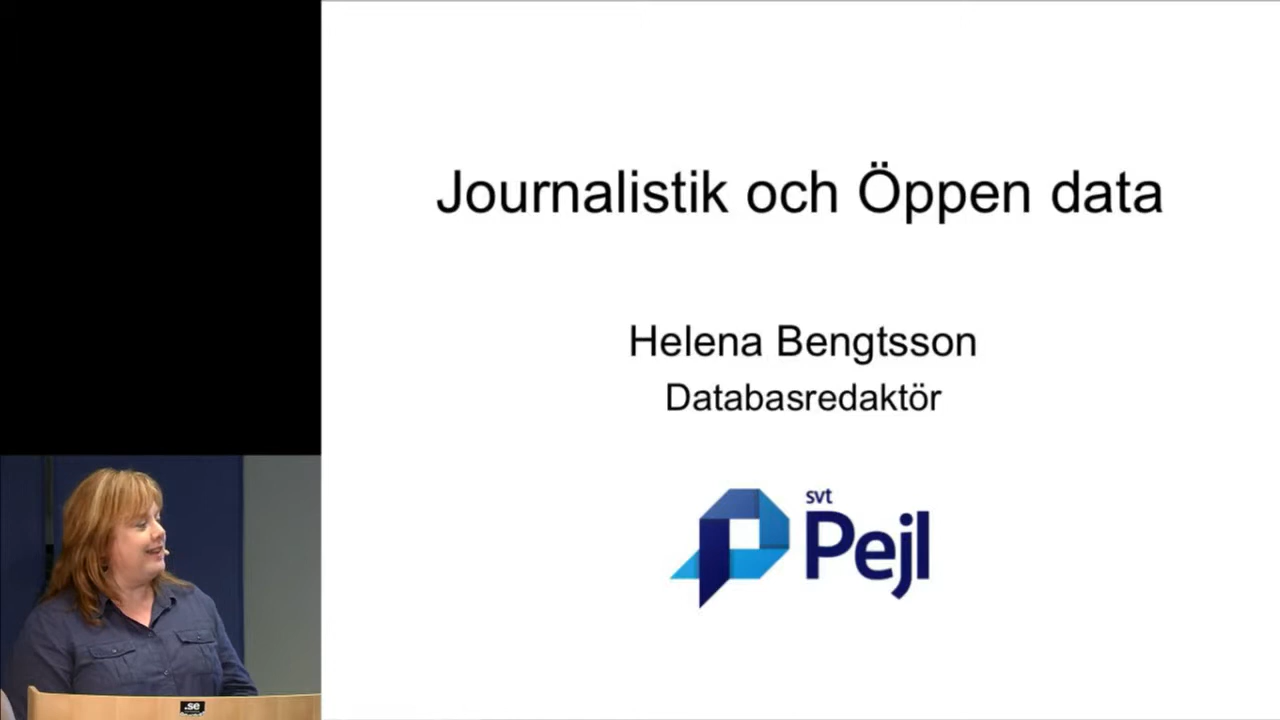 Journalistik och Öppen data
Helena Bengtsson
Databasredaktör
svt
Pejl
.se